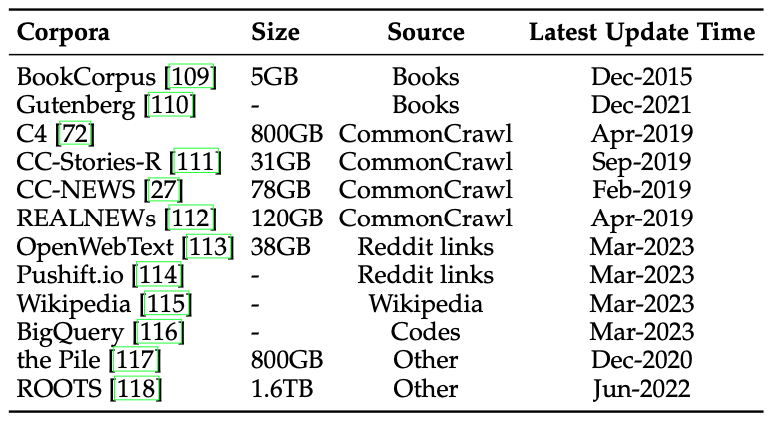 Corpora Size Source Latest Update Time
BookCorpus [109] 5GB Books Dec-2015
Gutenberg [110] - Books Dec-2021
C4 [72] 800GB CommonCrawl Apr-2019
CC-Stories-R [111] 31GB CommonCrawl Sep-2019
CC-NEWS [27] 78GB CommonCrawl Feb-2019
REALNEWs [112] 120GB CommonCrawl Apr-2019
OpenWebText [113] 38GB Reddit links Mar-2023
Pushift.io [114] - Reddit links Mar-2023
Wikipedia [115] - Wikipedia Mar-2023
BigQuery [116] - Codes Mar-2023
the Pile [117] 800GB Other Dec-2020
ROOTS [118] 1.6TB Other Jun-2022